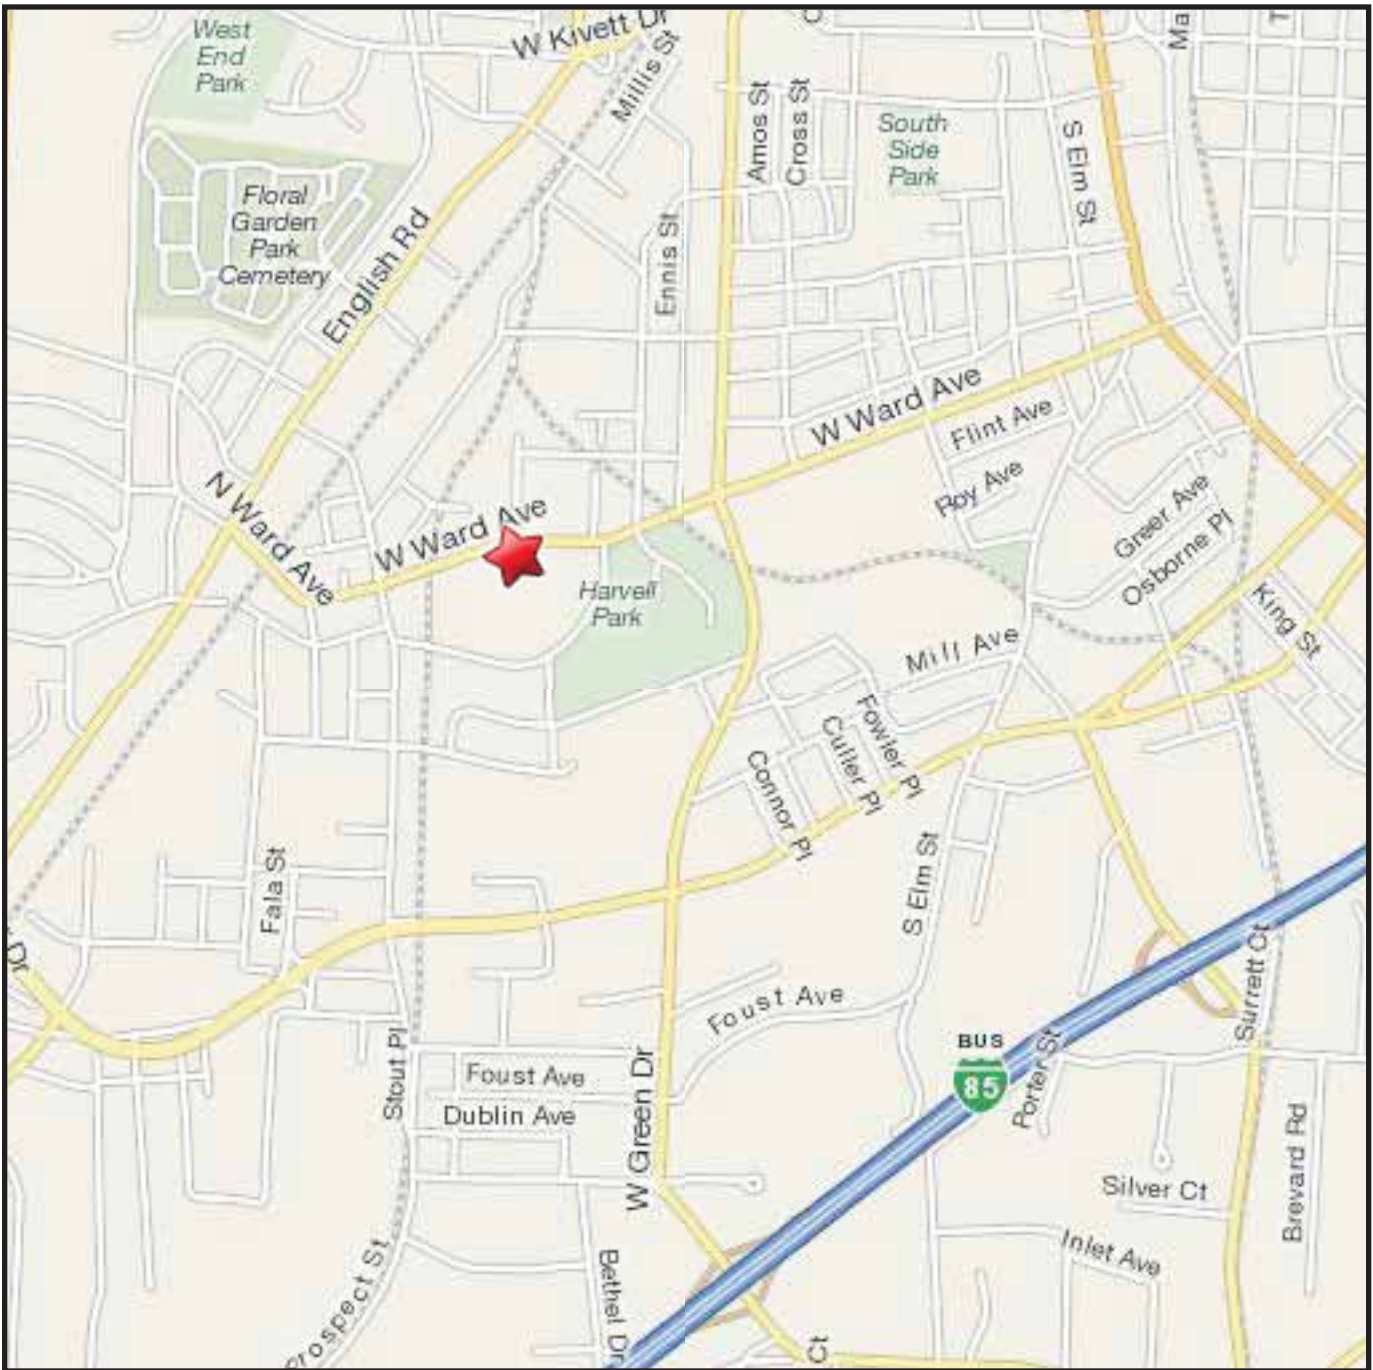 W Kivett Dr
West
End
Park
Millis St
Ma
T
C
Amos St
Cross St
South
Side
Park
S Elm St
Floral
Garden
Park
Cemetery
English Rd
Ennis St
W Ward Ave
Flint Ave
Roy Ave
N Ward Ave
W Ward Ave
Greer Ave
Osborne Pl
Harvell
Park
King St
Mill Ave
Fowler Pl
Culler Pl
Connor Pl
Fala St
S Elm St
Dr
Surrett Ct
Foust Ave
BUS
85
Porter St
Stout Pl
Foust Ave
Dublin Ave
W Green Dr
Silver Ct
Brevard Rd
Inlet Ave
Prospect St
Bethel Dr
Ct